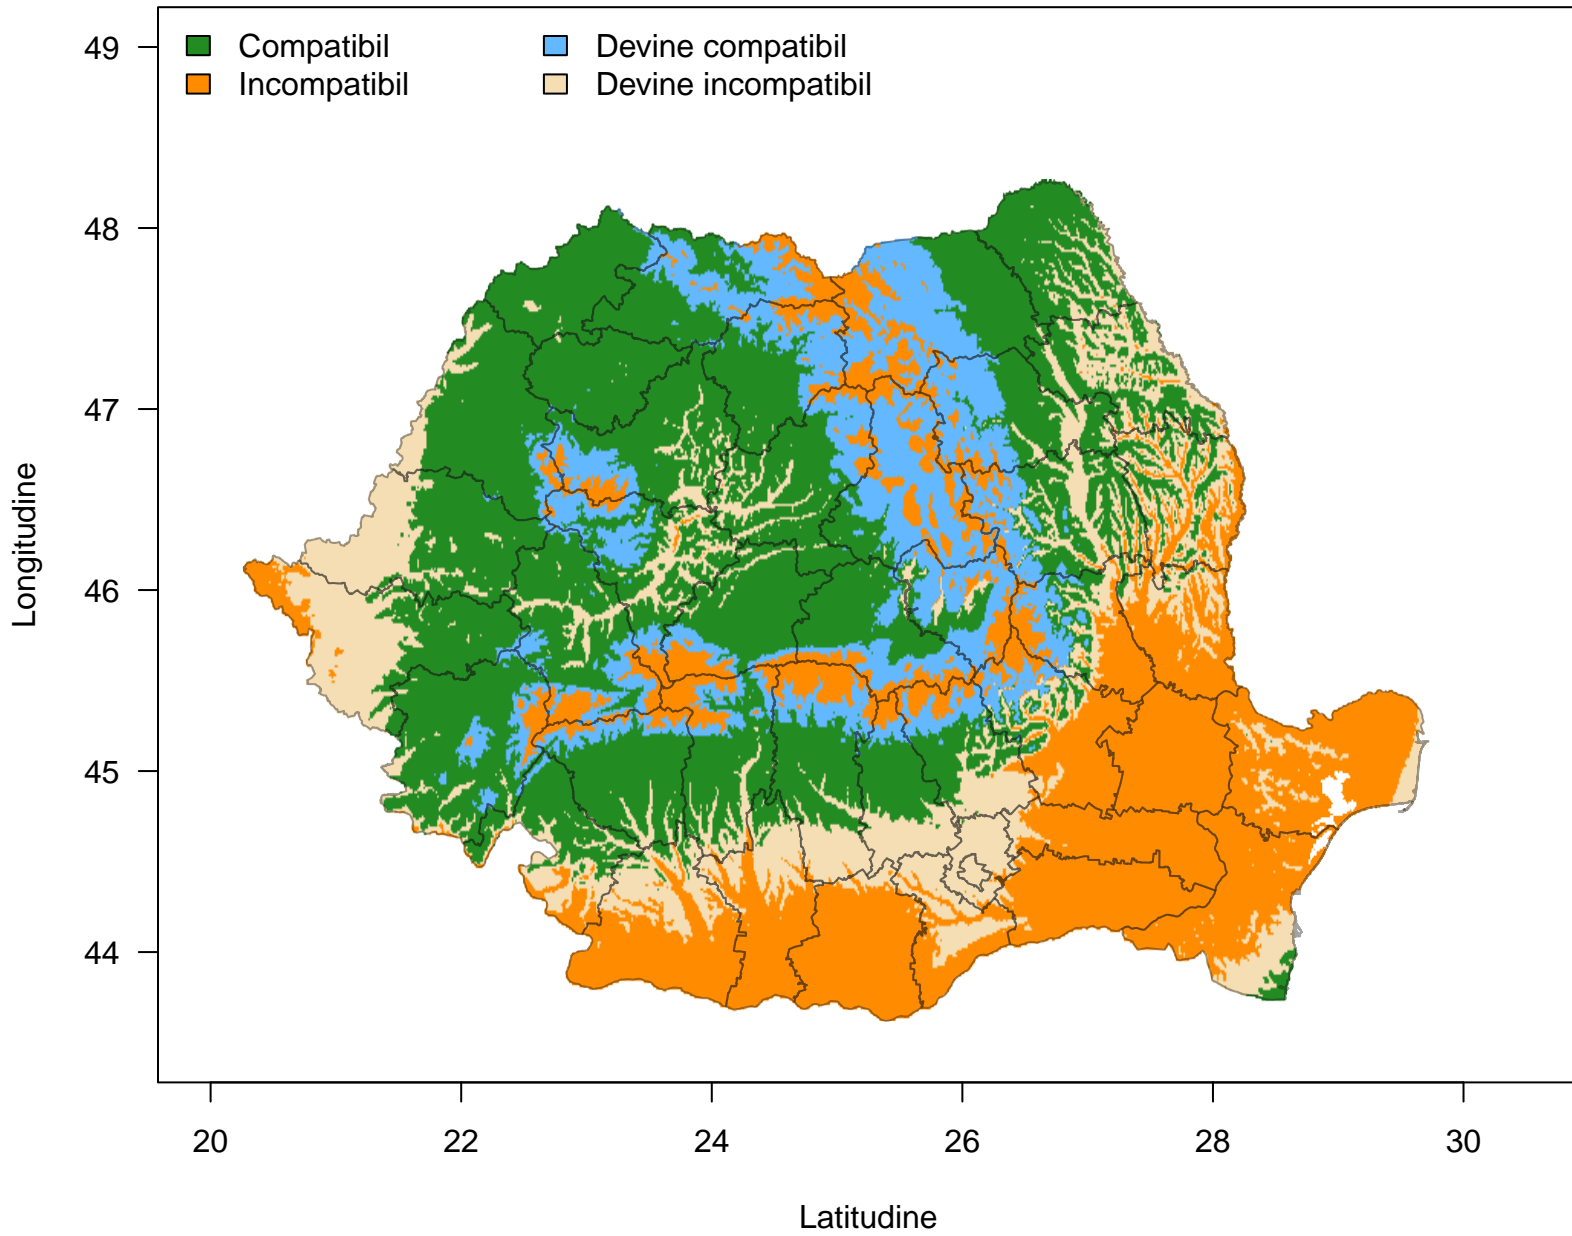 Compatibil
Incompatibil
Devine compatibil
Devine incompatibil
49
48
47
46
45
44
Longitudine
20 22 24 26 28 30
Latitudine